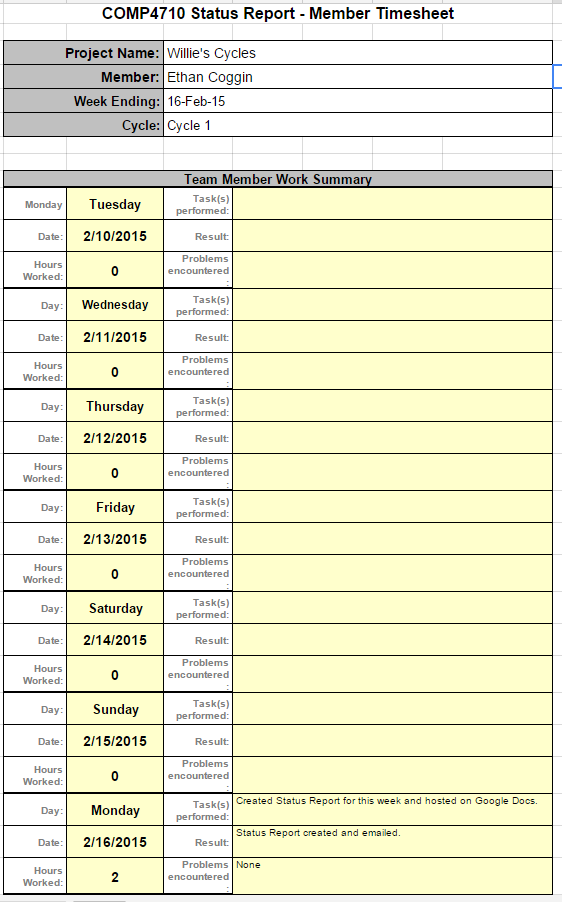 COMP4710 Status Report - Member Timesheet
Project Name: Willie's Cycles
Member: Ethan Coggin
Week Ending: 16-Feb-15
Cycle: Cycle 1
Team Member Work Summary
Monday Tuesday Task(s) performed:
Date: 2/10/2015 Result:
Hours Worked: 0 Problems encountered :
Day: Wednesday Task(s) performed:
Date: 2/11/2015 Result:
Hours Worked: 0 Problems encountered :
Day: Thursday Task(s) performed:
Date: 2/12/2015 Result:
Hours Worked: 0 Problems encountered :
Day: Friday Task(s) performed:
Date: 2/13/2015 Result:
Hours Worked: 0 Problems encountered :
Day: Saturday Task(s) performed:
Date: 2/14/2015 Result:
Hours Worked: 0 Problems encountered :
Day: Sunday Task(s) performed:
Date: 2/15/2015 Result:
Hours Worked: 0 Problems encountered :
Day: Monday Task(s) performed: Created Status Report for this week and hosted on Google Docs.
Date: 2/16/2015 Result: Status Report created and emailed.
Hours Worked: 2 Problems encountered : None